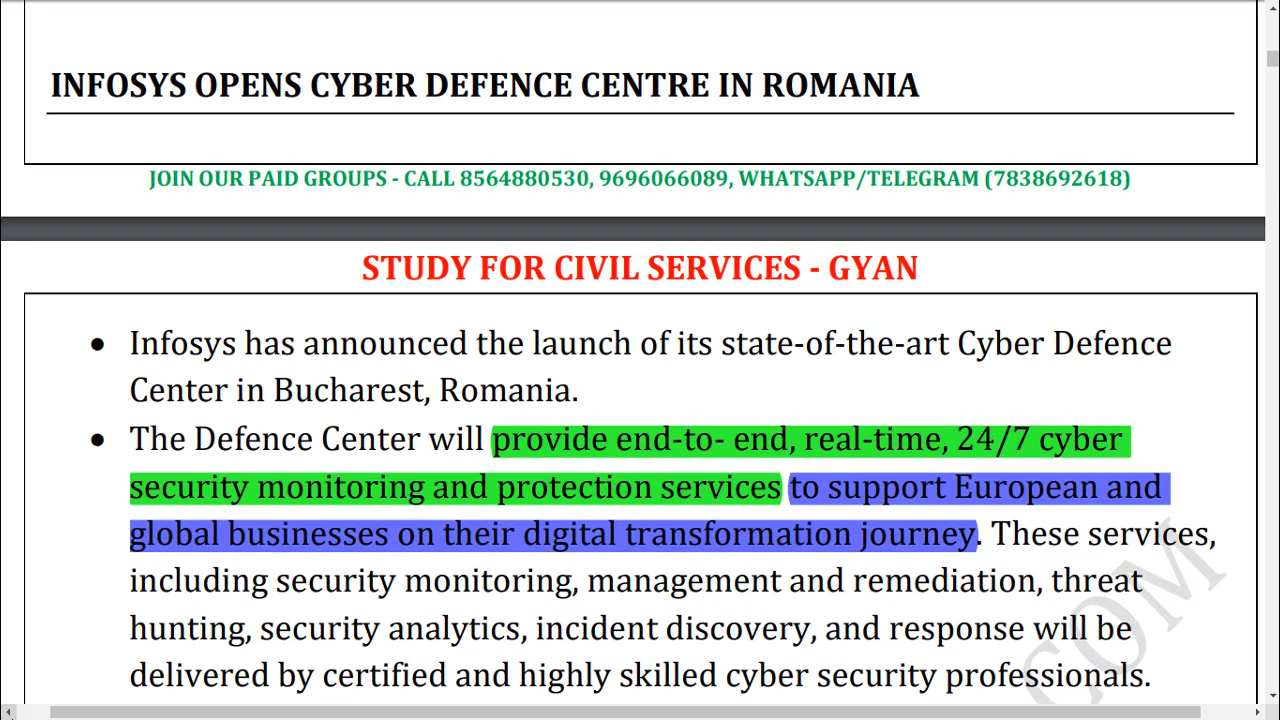 INFOSYS OPENS CYBER DEFENCE CENTRE IN ROMANIA
JOIN OUR PAID GROUPS - CALL 8564880530, 9696066089, WHATSAPP/TELEGRAM (7838692618)
STUDY FOR CIVIL SERVICES - GYAN
• Infosys has announced the launch of its state-of-the-art Cyber Defence
Center in Bucharest, Romania.
• The Defence Center will provide end-to- end, real-time, 24/7 cyber
security monitoring and protection services to support European and
global businesses on their digital transformation journey. These services,
including security monitoring, management and remediation, threat
hunting, security analytics, incident discovery, and response will be
delivered by certified and highly skilled cyber security professionals.
COM